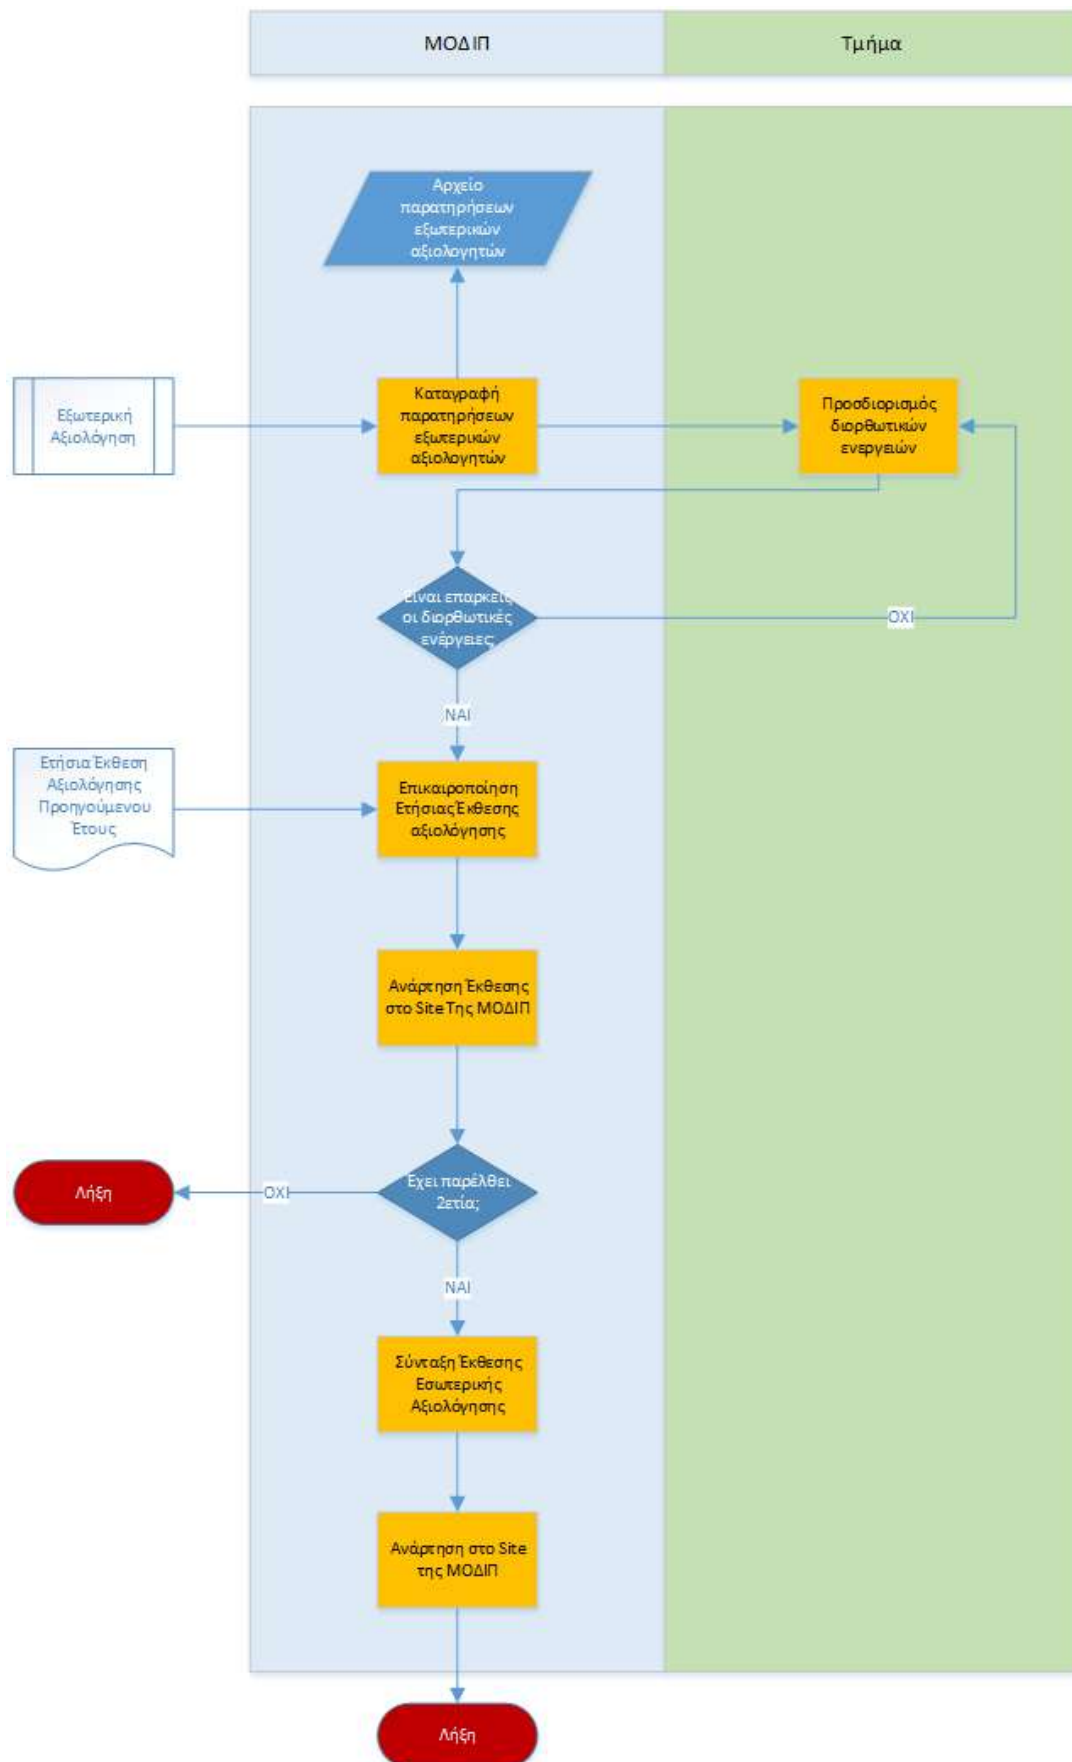 ΜΟΔΙΠ
Τμήμα
Αρχείο
παρατηρήσεων
εξωτερικών
αξιολογητών
Εξωτερική
Αξιολόγηση
Καταγραφή
παρατηρήσεων
εξωτερικών
αξιολογητών
Προσδιορισμός
διορθωτικών
ενεργειών
Είναι επαρκείς
οι διορθωτικές
ενέργειες;
ΟΧΙ
ΝΑΙ
Ετήσια Έκθεση
Αξιολόγησης
Προηγούμενου
Έτους
Επικαιροποίηση
Ετήσιας Έκθεσης
αξιολόγησης
Ανάρτηση Έκθεσης
στο Site Της ΜΟΔΙΠ
Έχει παρέλθει
2ετία;
ΟΧΙ
Λήξη
ΝΑΙ
Σύνταξη Έκθεσης
Εσωτερικής
Αξιολόγησης
Ανάρτηση στο Site
της ΜΟΔΙΠ
Λήξη